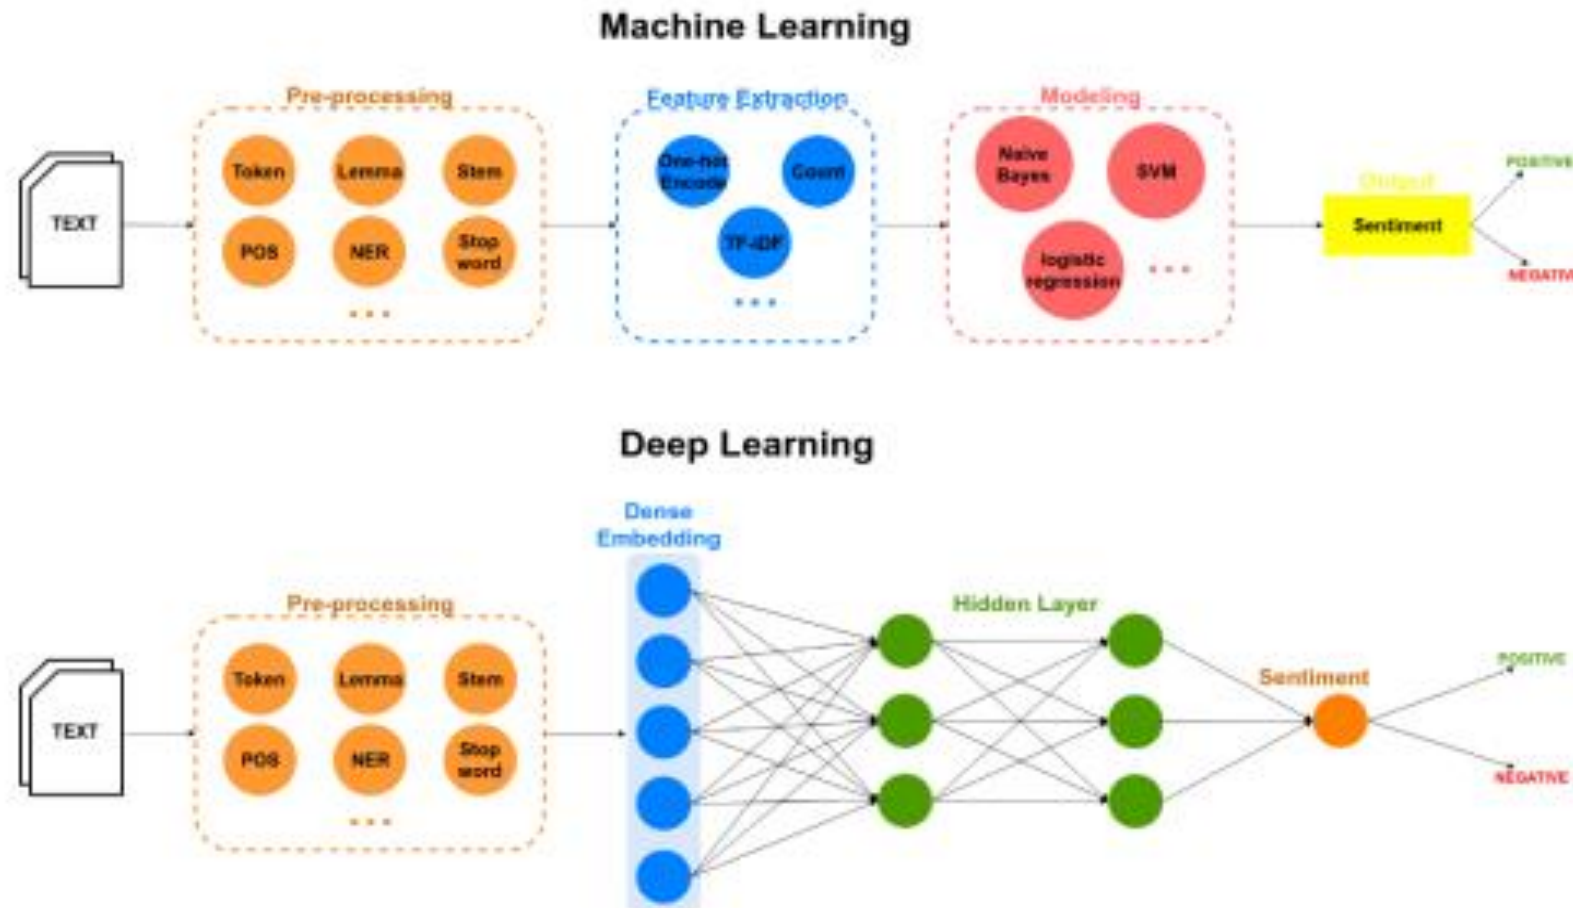 Machine Learning
Pre-processing
Feature Extraction
Modeling
Token
Lemma
Stem
POS
NER
Stop
word
...
TEXT
One-hot
Encode
Count
TF-IDF
...
Naive
Bayes
SVM
logistic
regression
...
Output
Sentiment
POSITIVE
NEGATIVE
Deep Learning
Dense
Embedding
Pre-processing
Token
Lemma
Stem
POS
NER
Stop
word
...
TEXT
Hidden Layer
Sentiment
POSITIVE
NEGATIVE